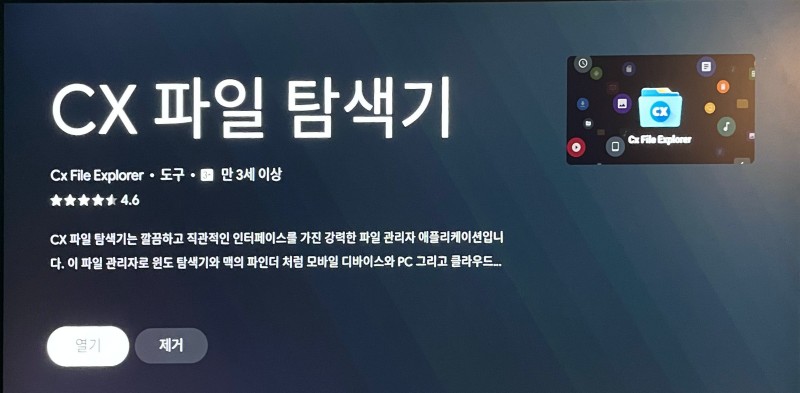 CX 파일 탐색기
Cx File Explorer
Cx File Explorer • 도구 • 3+ 만 3세 이상
4.6
CX 파일 탐색기는 깔끔하고 직관적인 인터페이스를 가진 강력한 파일 관리자 애플리케이션입니
다. 이 파일 관리자로 윈도 탐색기와 맥의 파인더 처럼 모바일 디바이스와 PC 그리고 클라우드...
열기
제거